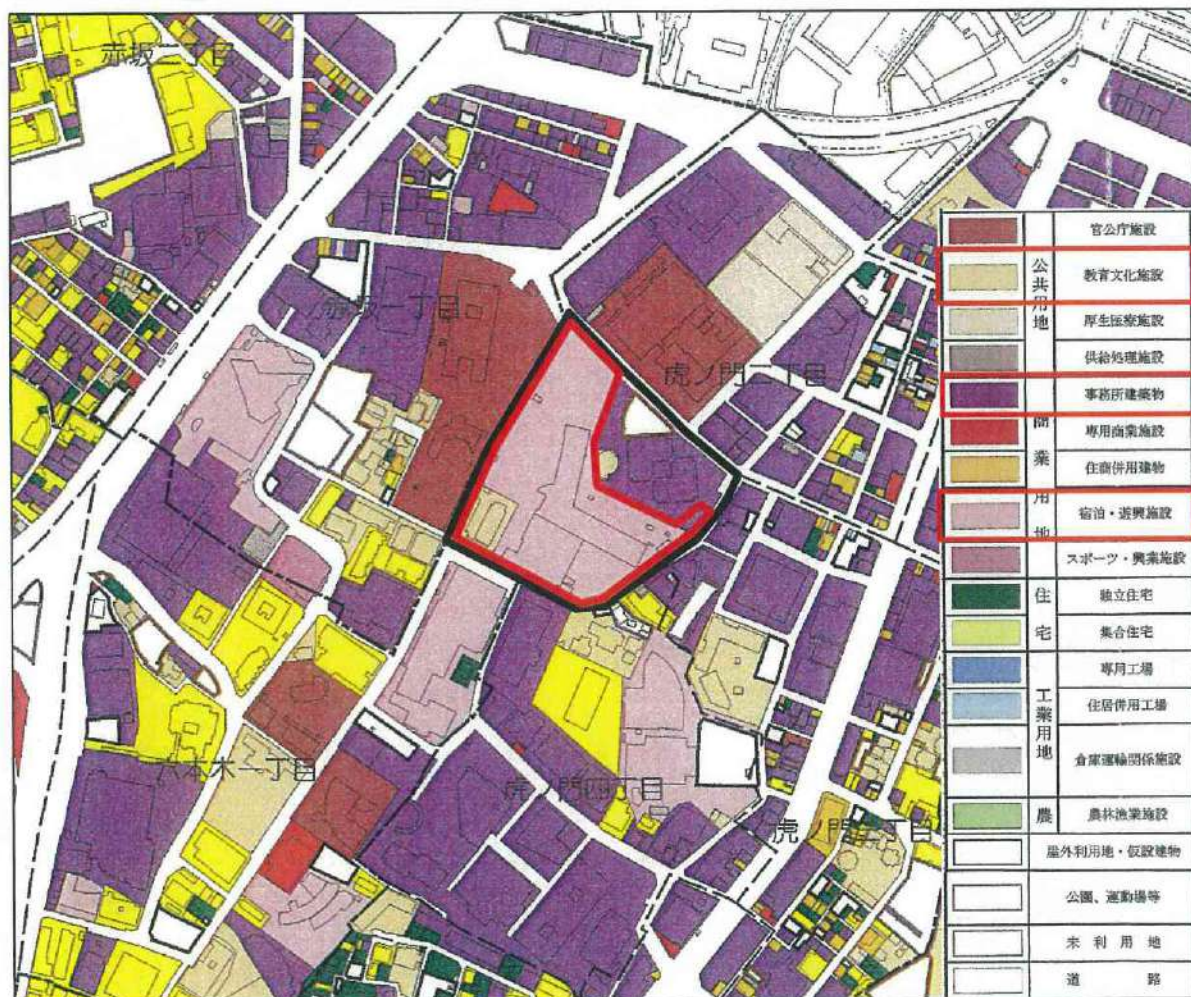 赤坂二丁目
赤坂一丁目
虎ノ門二丁目
六本木一丁目
虎ノ門四丁目
公共用地
官公庁施設
教育文化施設
厚生医療施設
供給処理施設
商業用地
事務所建築物
専用商業施設
住商併用建物
宿泊・遊興施設
スポーツ・興業施設
住宅
独立住宅
集合住宅
工業用地
専用工場
住居併用工場
倉庫運輸関係施設
農
農林漁業施設
屋外利用地・仮設建物
公園、運動場等
未利用地
道路